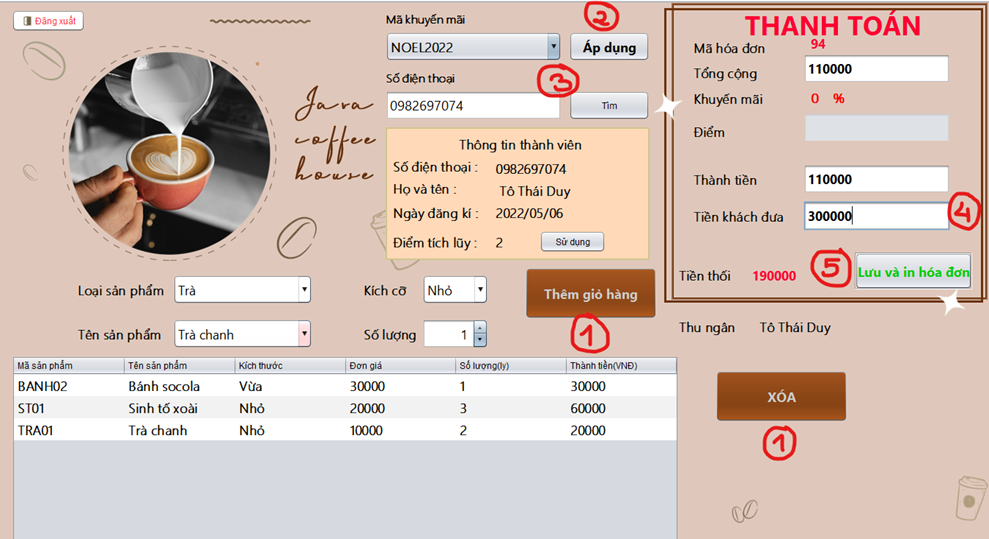 Đăng xuất
Java
coffee
house
Mã khuyến mãi
2
NOEL2022
Áp dụng
Số điện thoại
3
0982697074
Tìm
Thông tin thành viên
Số điện thoại : 0982697074
Họ và tên : Tô Thái Duy
Ngày đăng kí : 2022/05/06
Điểm tích lũy : 2 Sử dụng
THANH TOÁN
Mã hóa đơn 94
Tổng cộng 110000
Khuyến mãi 0 %
Điểm
Thành tiền 110000
Tiền khách đưa 300000 4
Tiền thối 190000 5 Lưu và in hóa đơn
Thu ngân Tô Thái Duy
Loại sản phẩm Trà Kích cỡ Nhỏ Thêm giỏ hàng
Tên sản phẩm Trà chanh Số lượng 1 1
Mã sản phẩm Tên sản phẩm Kích thước Đơn giá Số lượng(ly) Thành tiền(VNĐ)
BANH02 Bánh socola Vừa 30000 1 30000
ST01 Sinh tố xoài Nhỏ 20000 3 60000
TRA01 Trà chanh Nhỏ 10000 2 20000
XÓA
1